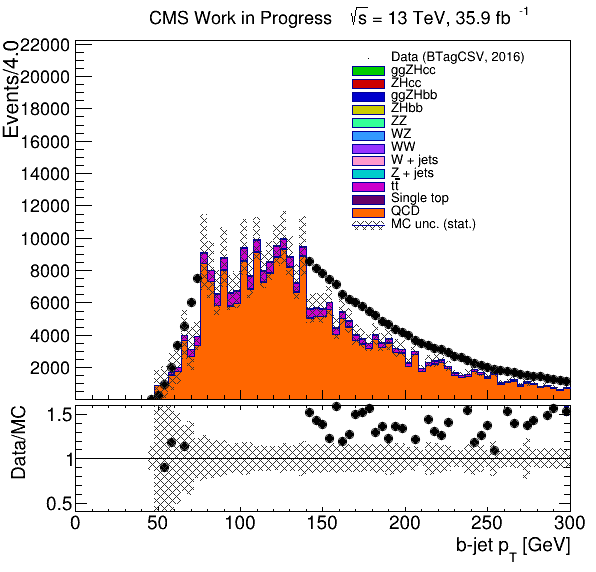 CMS Work in Progress √s = 13 TeV, 35.9 fb⁻¹
Events/4.0
22000
20000
18000
16000
14000
12000
10000
8000
6000
4000
2000
Data (BTagCSV, 2016)
ggZHcc
ZHcc
ggZHbb
ZHbb
ZZ
WZ
WW
W + jets
Z + jets
tt̄
Single top
QCD
MC unc. (stat.)
Data/MC
1.5
1
0.5
0 50 100 150 200 250 300
b-jet p_T [GeV]